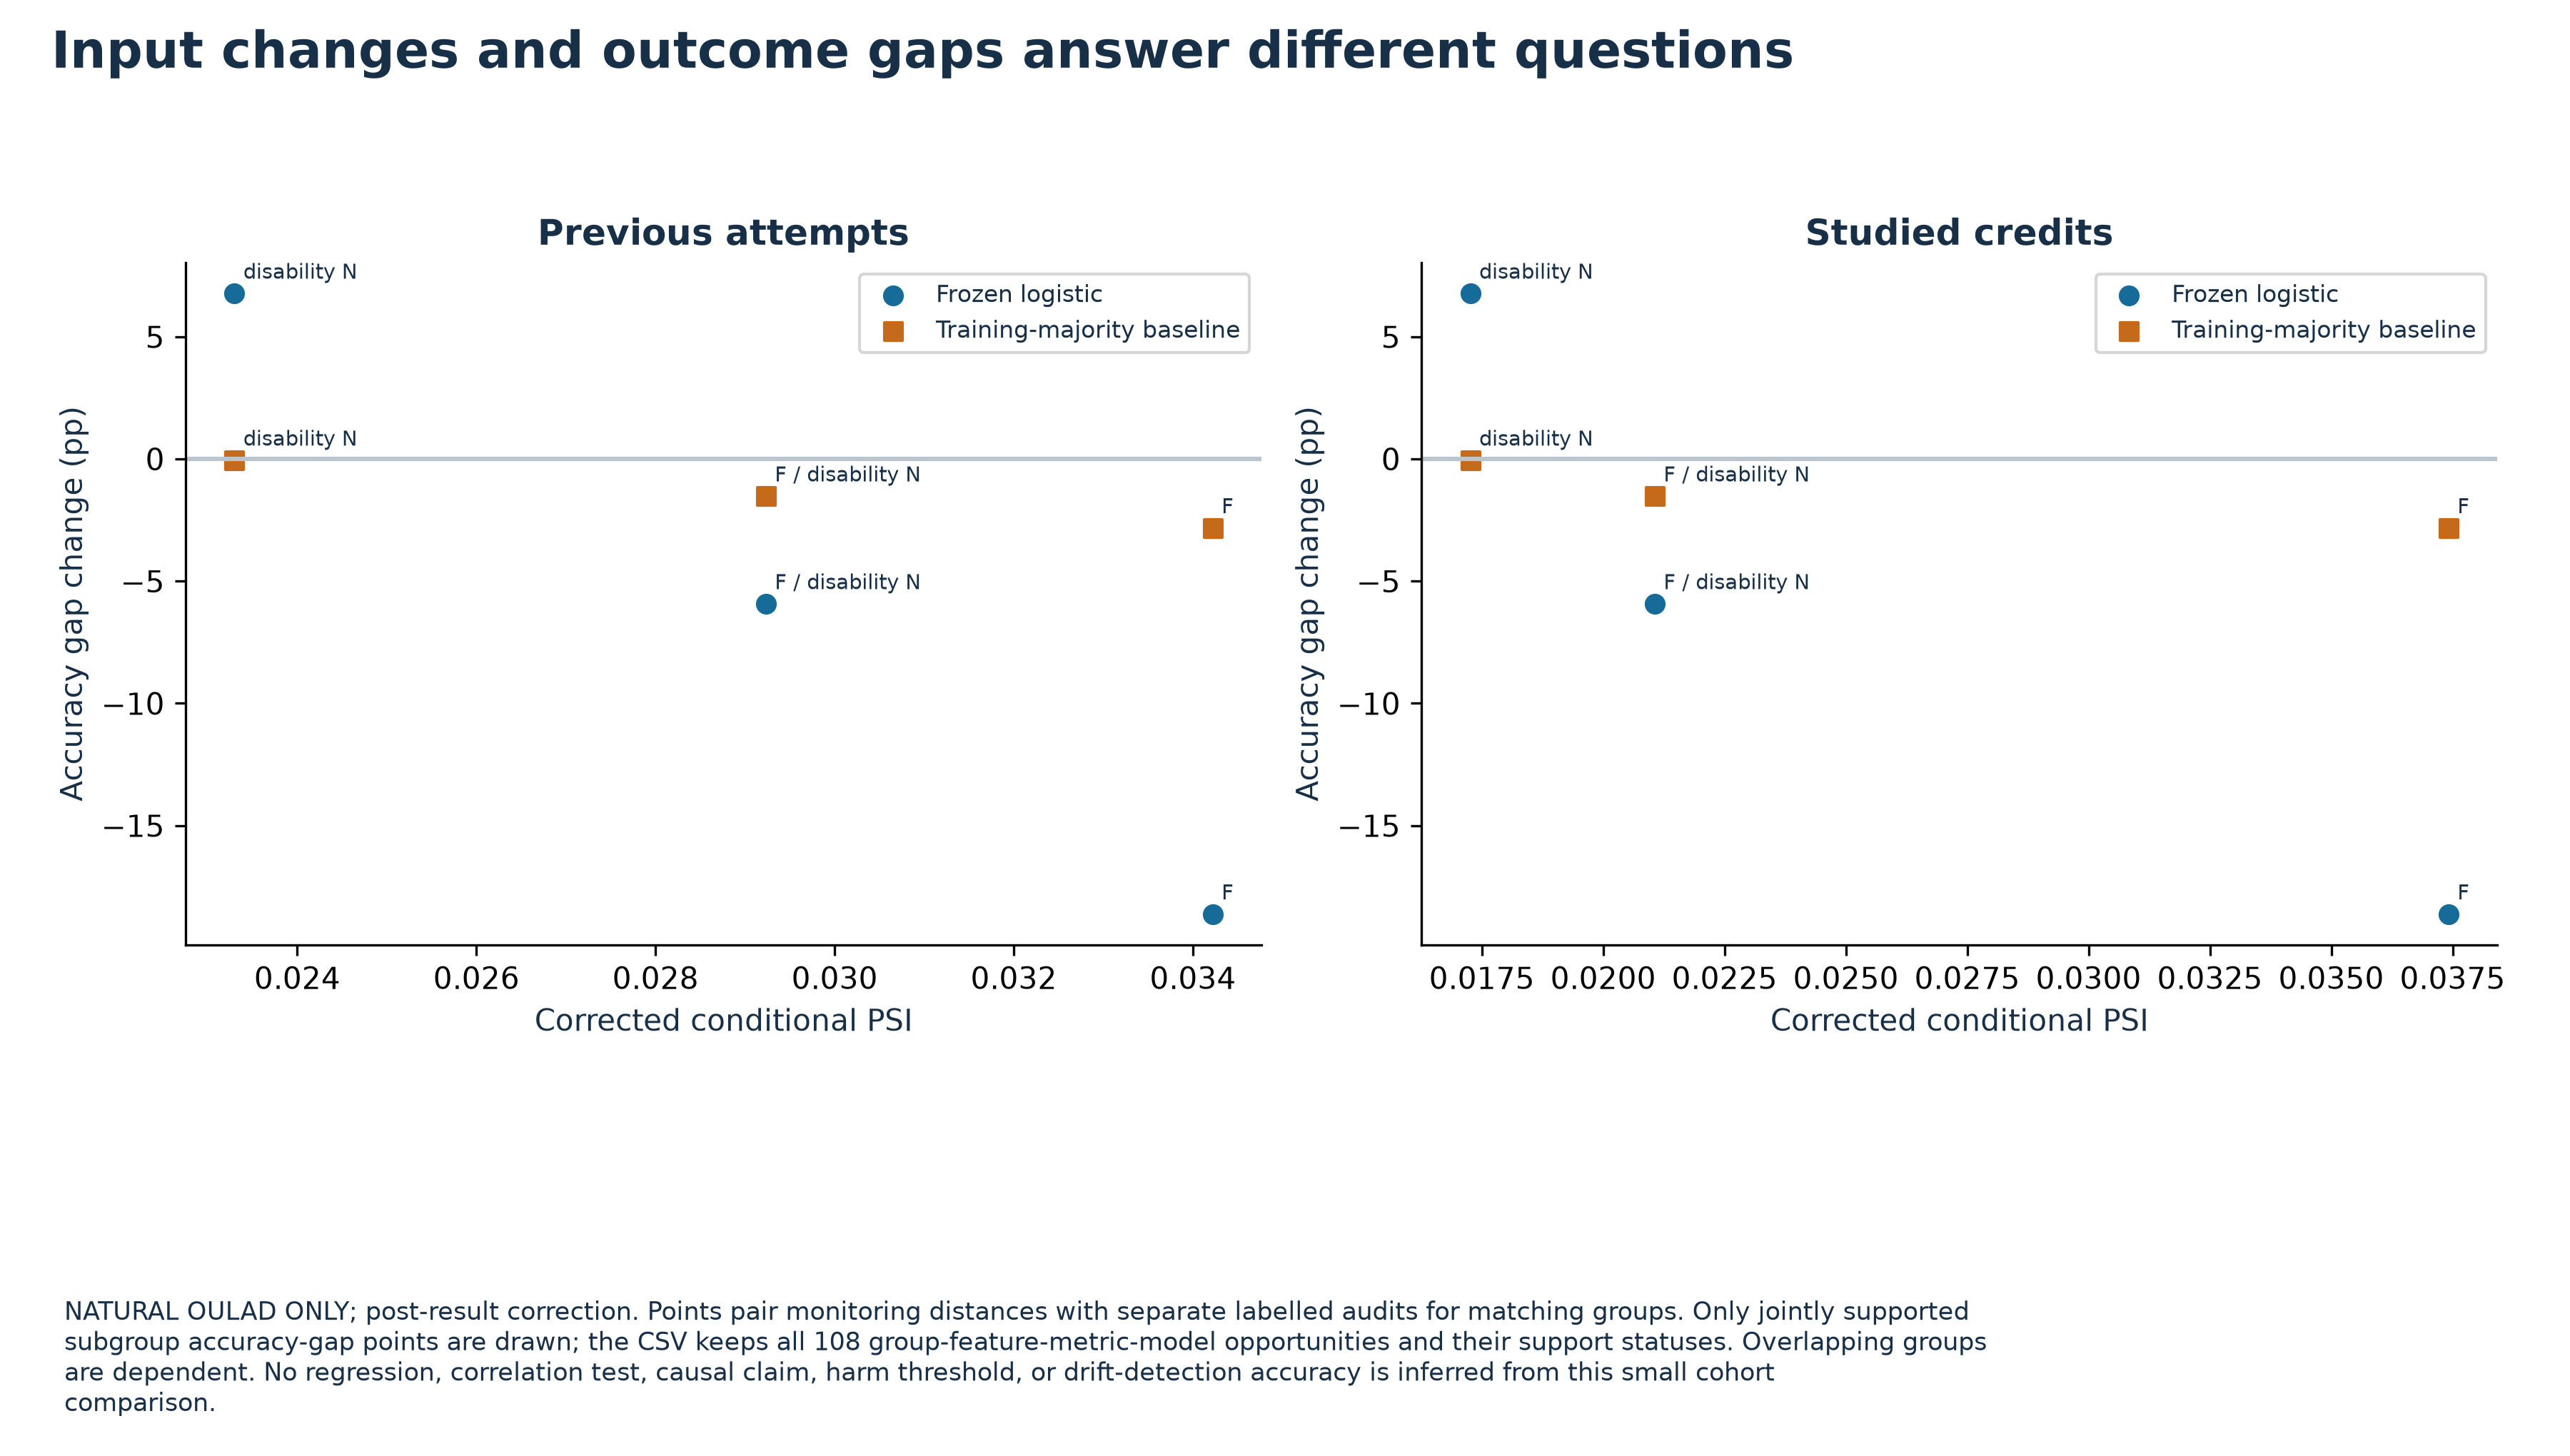 Input changes and outcome gaps answer different questions
Previous attempts
disability N
Frozen logistic
Training-majority baseline
5
disability N
0
F / disability N
F
−5
F / disability N
−10
−15
F
Accuracy gap change (pp)
0.024 0.026 0.028 0.030 0.032 0.034
Corrected conditional PSI
Studied credits
disability N
Frozen logistic
Training-majority baseline
5
disability N
0
F / disability N
F
−5
F / disability N
−10
−15
F
Accuracy gap change (pp)
0.0175 0.0200 0.0225 0.0250 0.0275 0.0300 0.0325 0.0350 0.0375
Corrected conditional PSI
NATURAL OULAD ONLY; post-result correction. Points pair monitoring distances with separate labelled audits for matching groups. Only jointly supported
subgroup accuracy-gap points are drawn; the CSV keeps all 108 group-feature-metric-model opportunities and their support statuses. Overlapping groups
are dependent. No regression, correlation test, causal claim, harm threshold, or drift-detection accuracy is inferred from this small cohort
comparison.